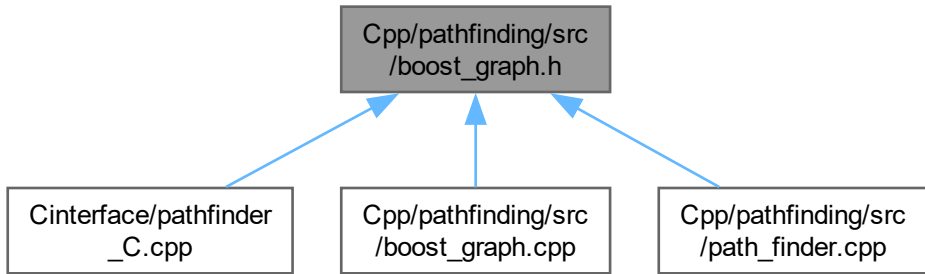 Cpp/pathfinding/src
/boost_graph.h
Cinterface/pathfinder
_C.cpp
Cpp/pathfinding/src
/boost_graph.cpp
Cpp/pathfinding/src
/path_finder.cpp